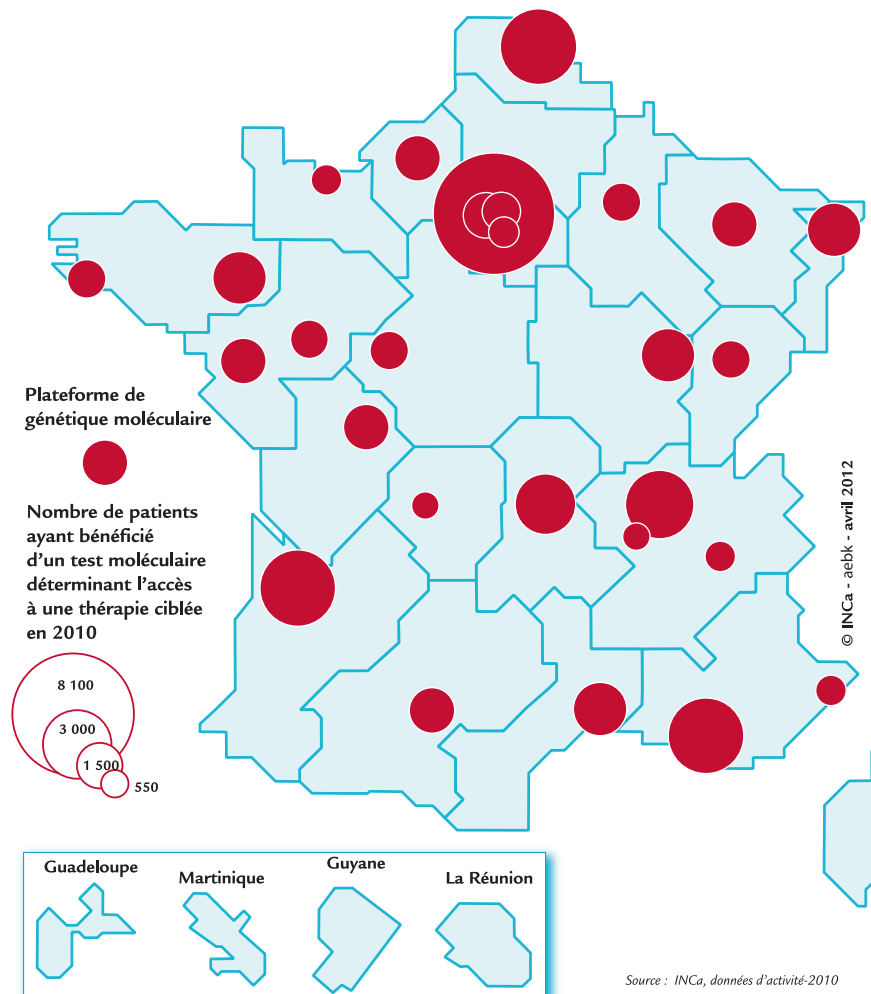 Plateforme de
génétique moléculaire
Nombre de patients
ayant bénéficié
d'un test moléculaire
déterminant l'accès
à une thérapie ciblée
en 2010
8 100
3 000
1 500
550
© INCa - aebk - avril 2012
Guadeloupe
Martinique
Guyane
La Réunion
Source : INCa, données d'activité-2010